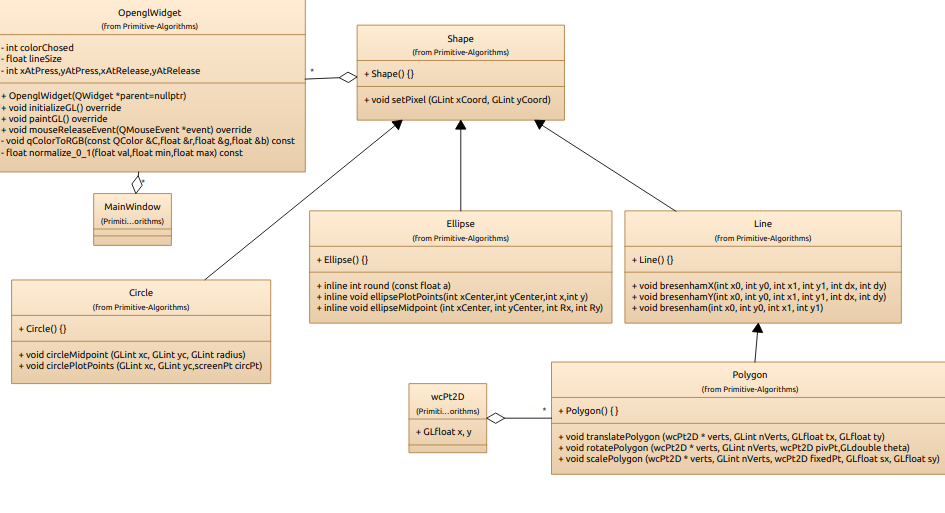 OpenglWidget
(from Primitive-Algorithms)
- int colorChosed
- float lineSize
- int xAtPress,yAtPress,xAtRelease,yAtRelease
+ OpenglWidget(QWidget *parent=nullptr)
+ void initializeGL() override
+ void paintGL() override
+ void mouseReleaseEvent(QMouseEvent *event) override
- void qColorToRGB(const QColor &C,float &r,float &g,float &b) const
- float normalize_0_1(float val,float min,float max) const
*
Shape
(from Primitive-Algorithms)
+ Shape() {}
+ void setPixel (GLint xCoord, GLint yCoord)
*
MainWindow
(Primiti...orithms)
Ellipse
(from Primitive-Algorithms)
+ Ellipse() {}
+ inline int round (const float a)
+ inline void ellipsePlotPoints(int xCenter,int yCenter,int x,int y)
+ inline void ellipseMidpoint (int xCenter, int yCenter, int Rx, int Ry)
Line
(from Primitive-Algorithms)
+ Line() {}
+ void bresenhamX(int x0, int y0, int x1, int y1, int dx, int dy)
+ void bresenhamY(int x0, int y0, int x1, int y1, int dx, int dy)
+ void bresenham(int x0, int y0, int x1, int y1)
Circle
(from Primitive-Algorithms)
+ Circle() {}
+ void circleMidpoint (GLint xc, GLint yc, GLint radius)
+ void circlePlotPoints (GLint xc, GLint yc,screenPt circPt)
wcPt2D
(Primiti...orithms)
+ GLfloat x, y
*
Polygon
(from Primitive-Algorithms)
+ Polygon() { }
+ void translatePolygon (wcPt2D * verts, GLint nVerts, GLfloat tx, GLfloat ty)
+ void rotatePolygon (wcPt2D * verts, GLint nVerts, wcPt2D pivPt,GLdouble theta)
+ void scalePolygon (wcPt2D * verts, GLint nVerts, wcPt2D fixedPt, GLfloat sx, GLfloat sy)